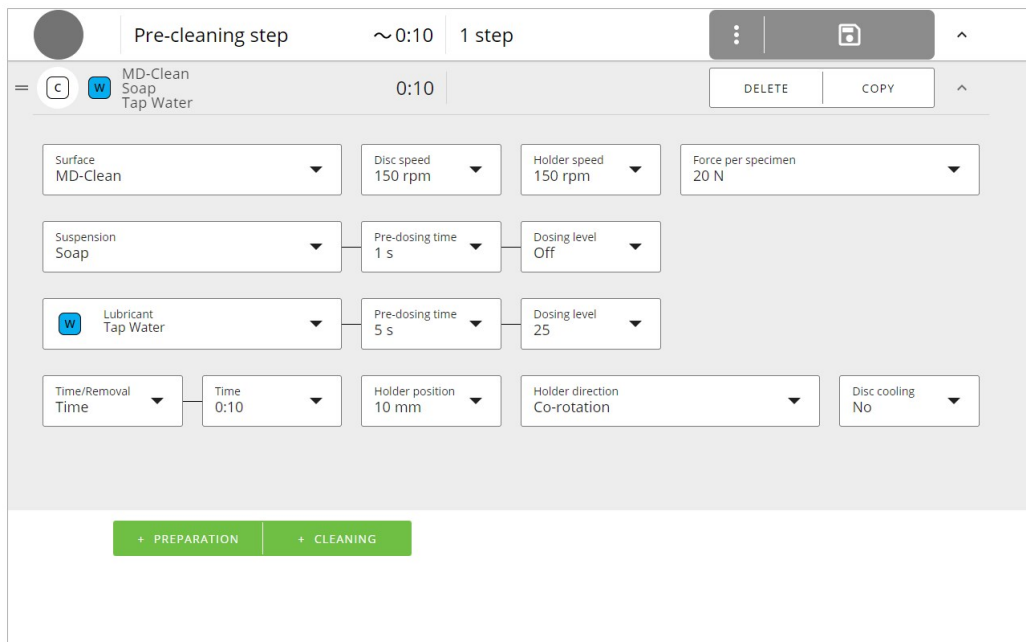 Pre-cleaning step ~ 0:10 1 step
C W MD-Clean
Soap
Tap Water
0:10 DELETE COPY
Surface Disc speed Holder speed Force per specimen
MD-Clean 150 rpm 150 rpm 20 N
Suspension Pre-dosing time Dosing level
Soap 1 s Off
W Lubricant Pre-dosing time Dosing level
Tap Water 5 s 25
Time/Removal Time Holder position Holder direction Disc cooling
Time 0:10 10 mm Co-rotation No
+ PREPARATION + CLEANING